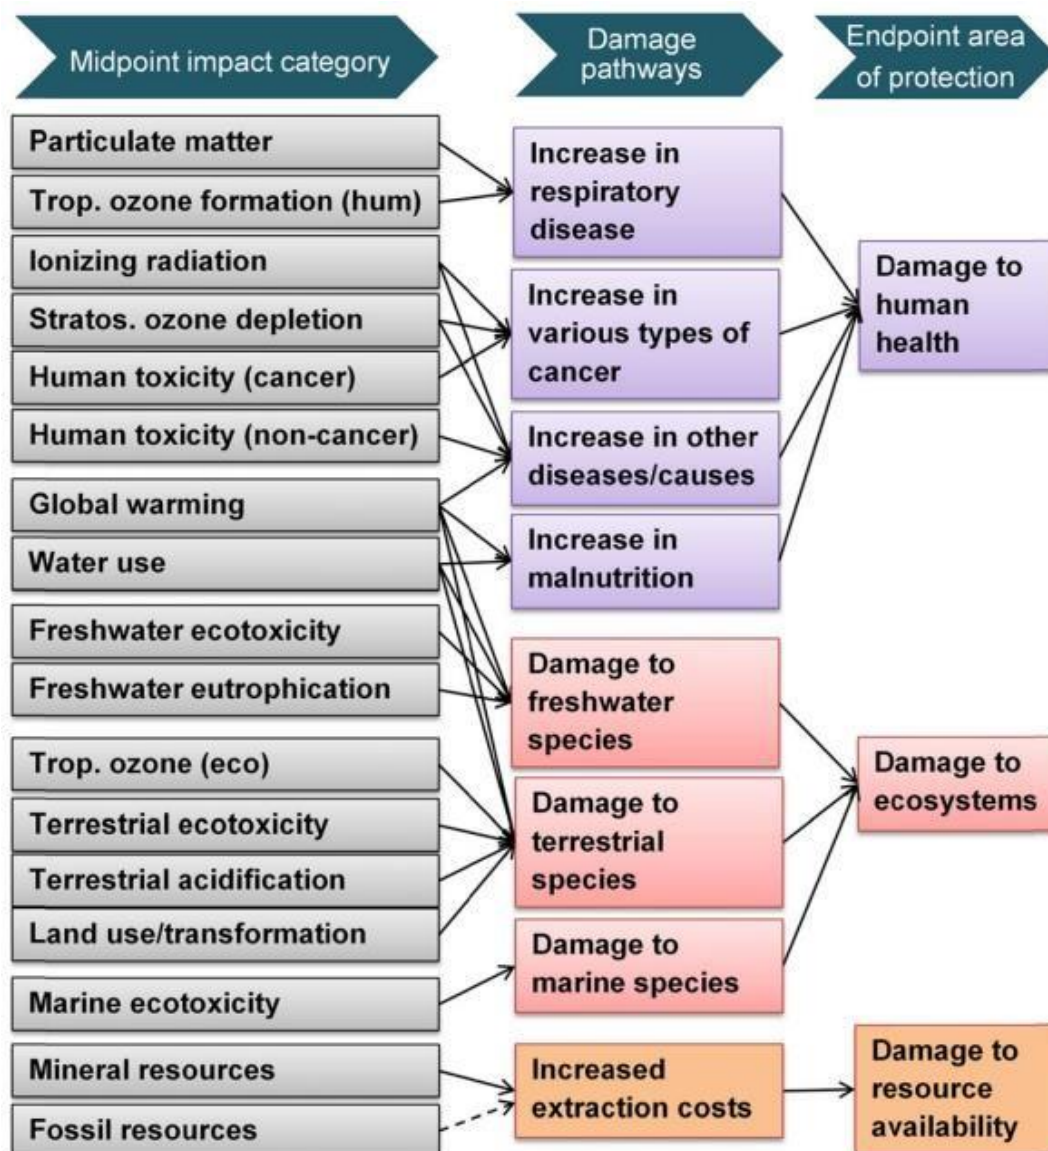 Midpoint impact category
Damage
pathways
Endpoint area
of protection
Particulate matter
Trop. ozone formation (hum)
Ionizing radiation
Stratos. ozone depletion
Human toxicity (cancer)
Human toxicity (non-cancer)
Global warming
Water use
Freshwater ecotoxicity
Freshwater eutrophication
Trop. ozone (eco)
Terrestrial ecotoxicity
Terrestrial acidification
Land use/transformation
Marine ecotoxicity
Mineral resources
Fossil resources
Increase in
respiratory
disease
Increase in
various types of
cancer
Increase in other
diseases/causes
Increase in
malnutrition
Damage to
freshwater
species
Damage to
terrestrial
species
Damage to
marine species
Increased
extraction costs
Damage to
human
health
Damage to
ecosystems
Damage to
resource
availability